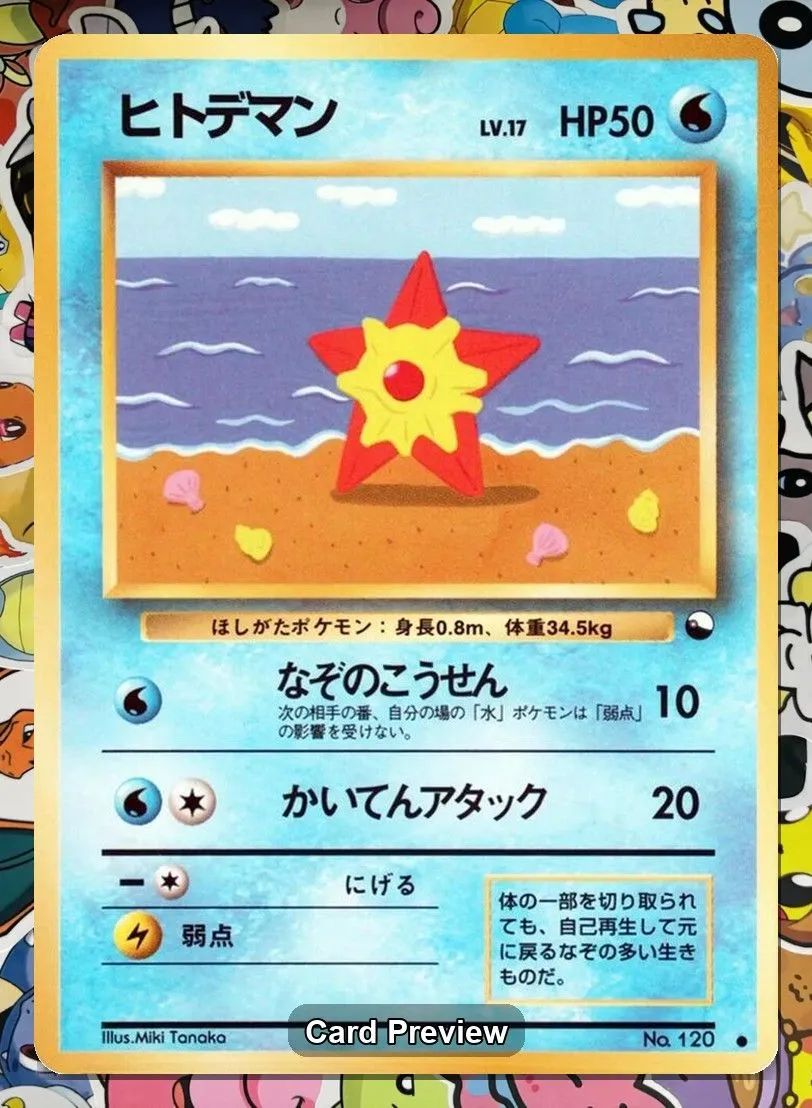 ヒトデマン LV.17 HP50
ほしがたポケモン：身長0.8m、体重34.5kg
なぞのこうせん 10
次の相手の番、自分の場の「水」ポケモンは「弱点」
の影響を受けない。
かいてんアタック 20
にげる
弱点
体の一部を切り取られ
ても、自己再生して元
に戻るなぞの多い生き
ものだ。
Card Preview
Illus.Miki Tanaka No. 120